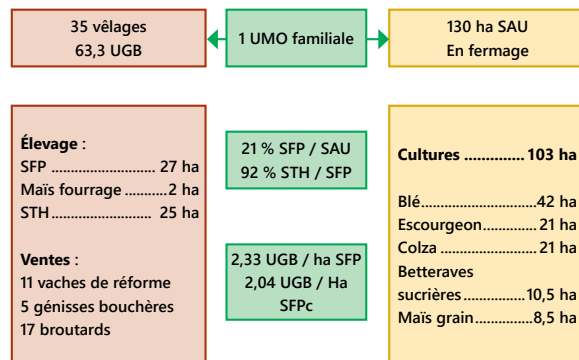 35 vêlages
63,3 UGB
1 UMO familiale
130 ha SAU
En fermage
Élevage :
SFP ...................... 27 ha
Maïs fourrage ..........2 ha
STH........................ 25 ha
Ventes :
11 vaches de réforme
5 génisses bouchères
17 broutards
21 % SFP / SAU
92 % STH / SFP
2,33 UGB / ha SFP
2,04 UGB / Ha
SFPc
Cultures .............. 103 ha
Blé..........................42 ha
Escourgeon.............21 ha
Colza ......................21 ha
Betteraves
sucrières ..............10,5 ha
Maïs grain ..............8,5 ha